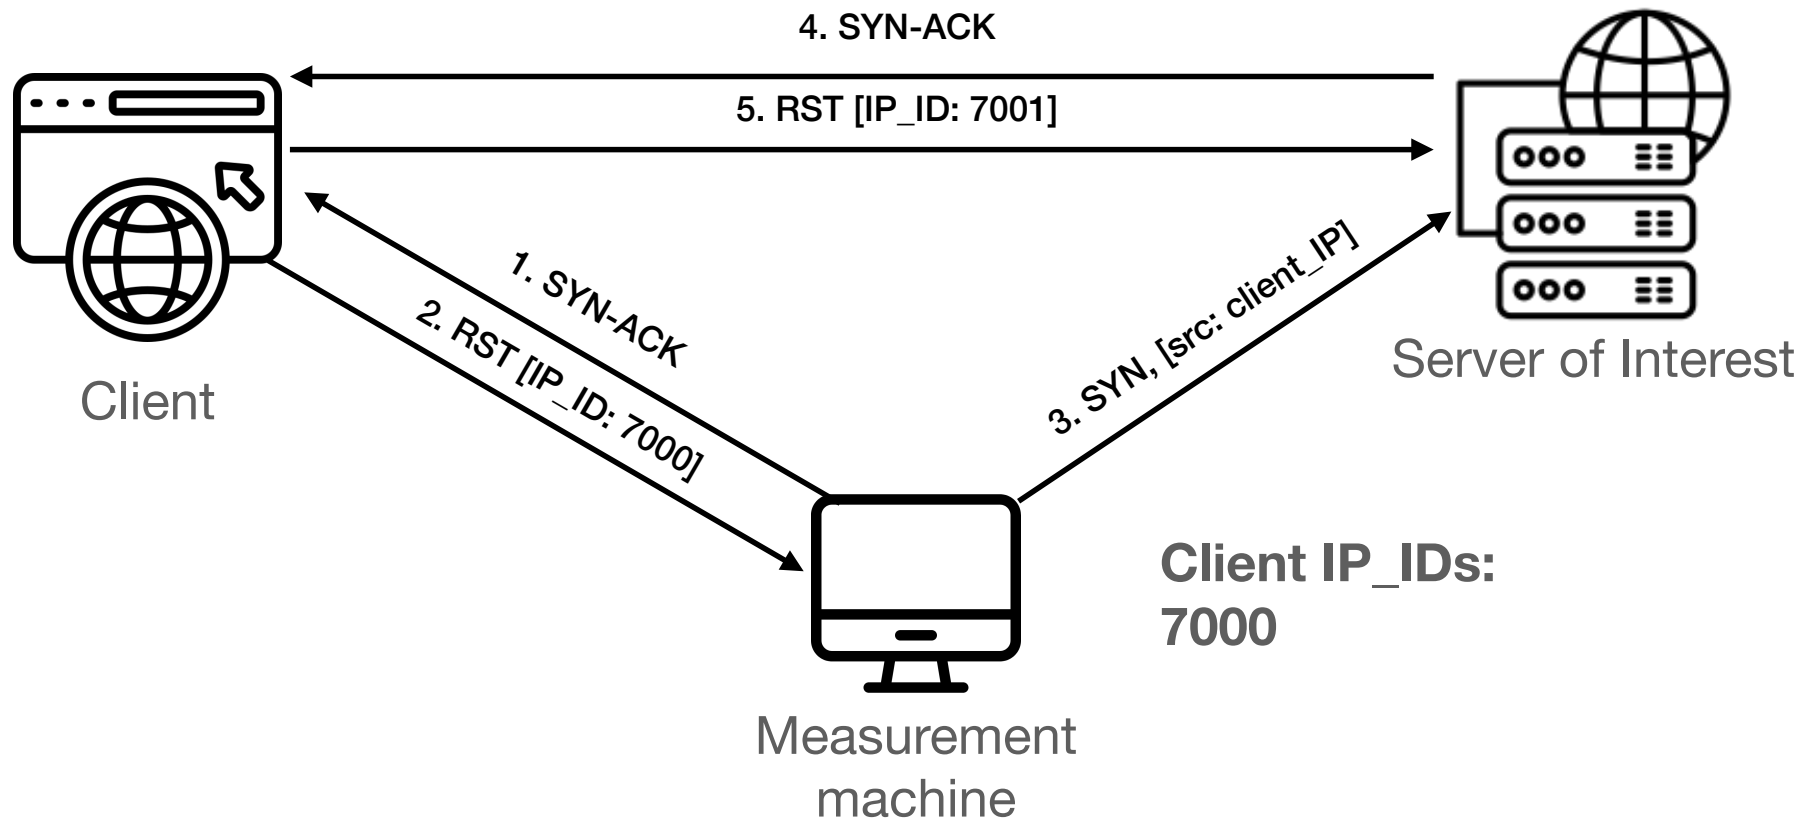 4. SYN-ACK
5. RST [IP_ID: 7001]
1. SYN-ACK
2. RST [IP_ID: 7000]
3. SYN, [src: client_IP]
Client
Server of Interest
Client IP_IDs:
7000
Measurement
machine